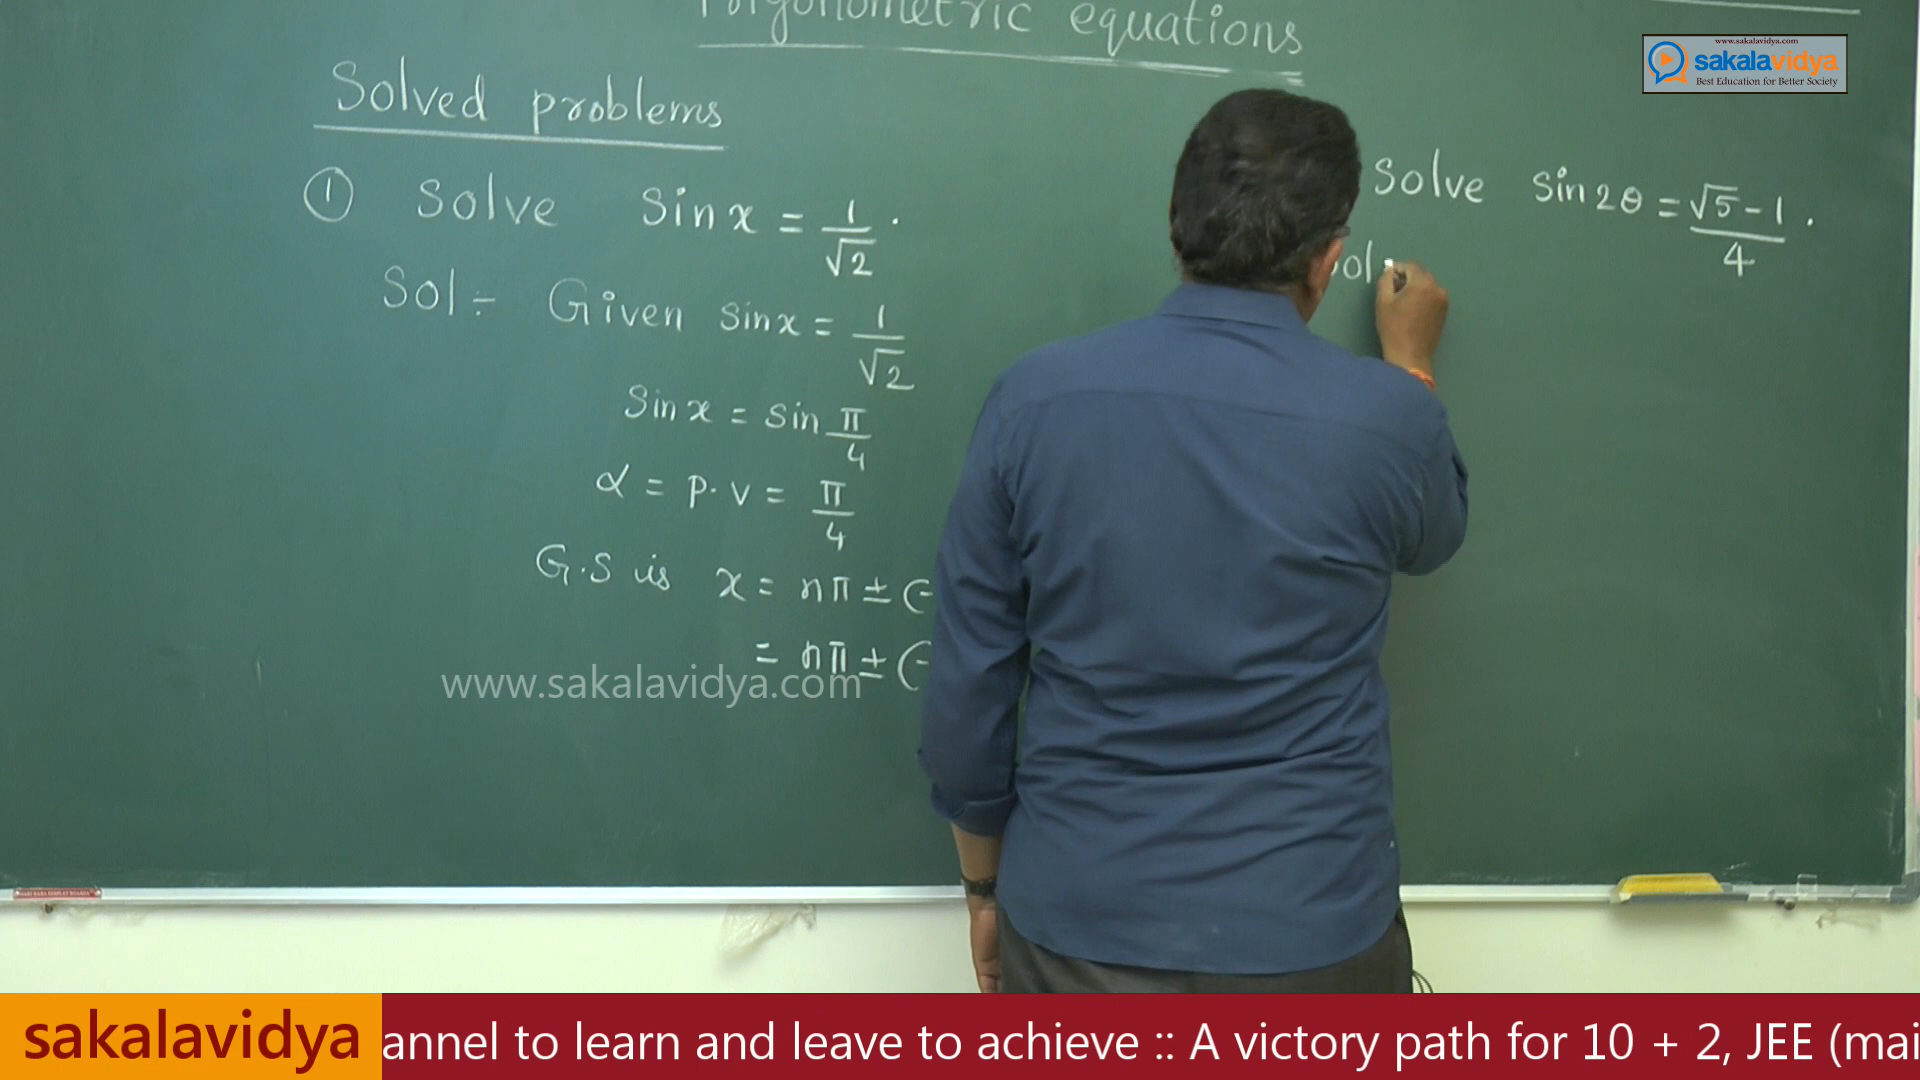 Trigonometric equations
Solved problems
① Solve Sin x = 1/√2 .
Sol ÷ Given Sin x = 1/√2
Sin x = Sin π/4
α = P.V = π/4
G.S is x = nπ ± (-
= nπ ± (-
Solve Sin 2θ = √5-1/4 .
Sol
www.sakalavidya.com
sakalavidya
Best Education for Better Society
www.sakalavidya.com
sakalavidya
annel to learn and leave to achieve :: A victory path for 10 + 2, JEE (mai